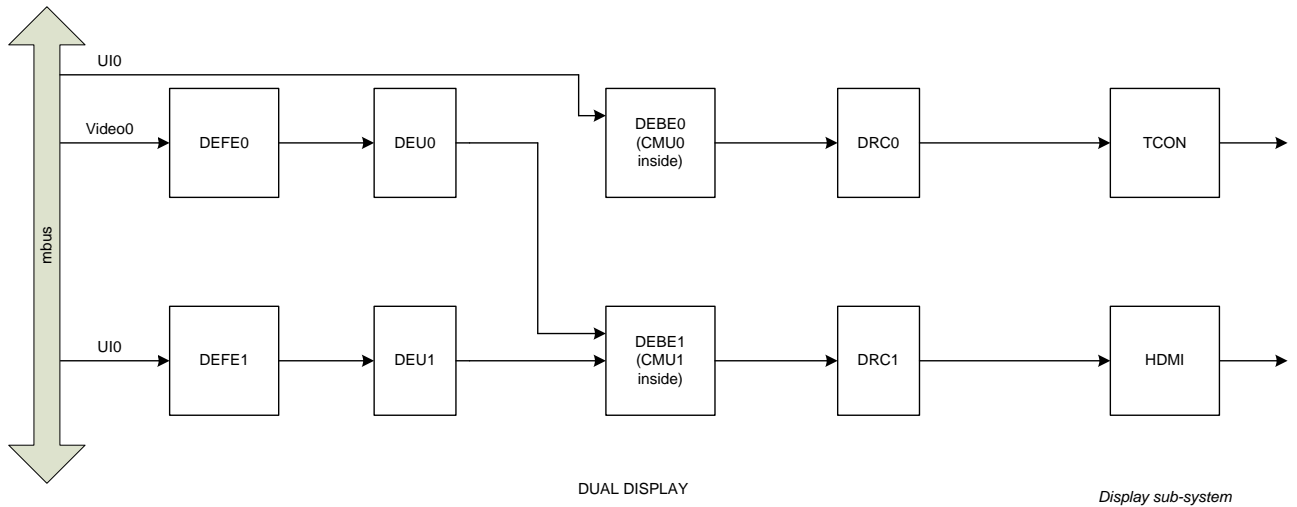 UI0
Video0
DEFE0
DEU0
DEBE0
(CMU0
inside)
DRC0
TCON
mbus
UI0
DEFE1
DEU1
DEBE1
(CMU1
inside)
DRC1
HDMI
DUAL DISPLAY
Display sub-system